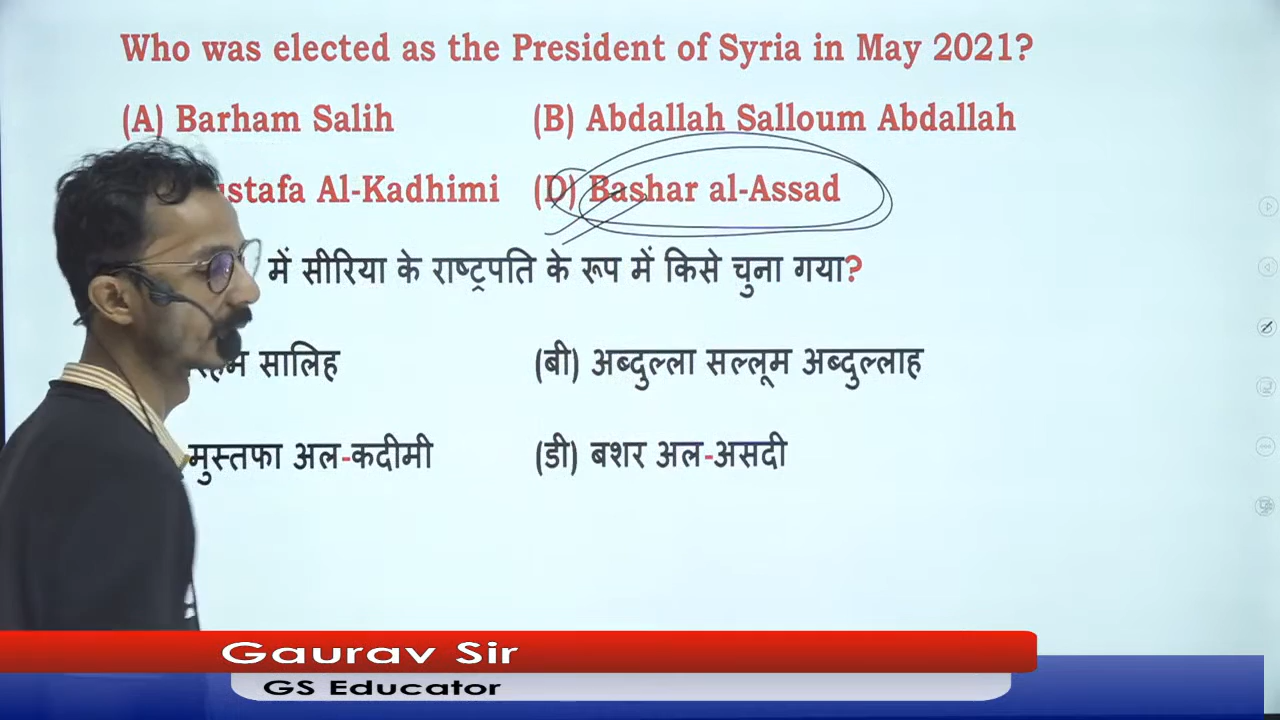 Who was elected as the President of Syria in May 2021?
(A) Barham Salih (B) Abdallah Salloum Abdallah
Al-Kadhimi (D) Bashar al-Assad
में सीरिया के राष्ट्रपति के रूप में किसे चुना गया?
सालिह (बी) अब्दुल्ला सल्लूम अब्दुल्लाह
मुस्तफा अल-कदीमी (डी) बशर अल-असदी
Gaurav Sir
GS Educator